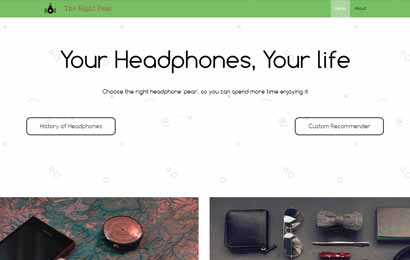 The Right Pear
Home
About
Your Headphones, Your life
Choose the right headphone 'pear', so you can spend more time enjoying it.
History of Headphones
Custom Recommender